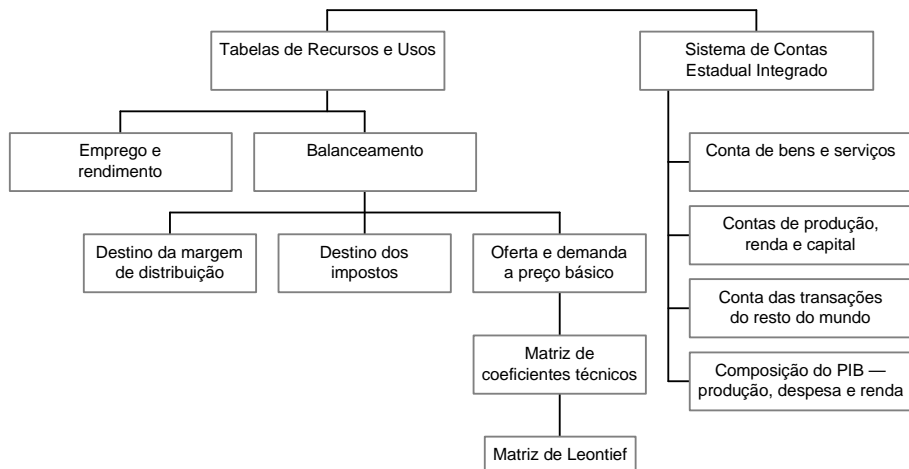 Tabelas de Recursos e Usos
Sistema de Contas
Estadual Integrado
Emprego e
rendimento
Balanceamento
Conta de bens e serviços
Destino da margem
de distribuição
Destino dos
impostos
Oferta e demanda
a preço básico
Contas de produção,
renda e capital
Conta das transações
do resto do mundo
Matriz de
coeficientes técnicos
Composição do PIB —
produção, despesa e renda
Matriz de Leontief